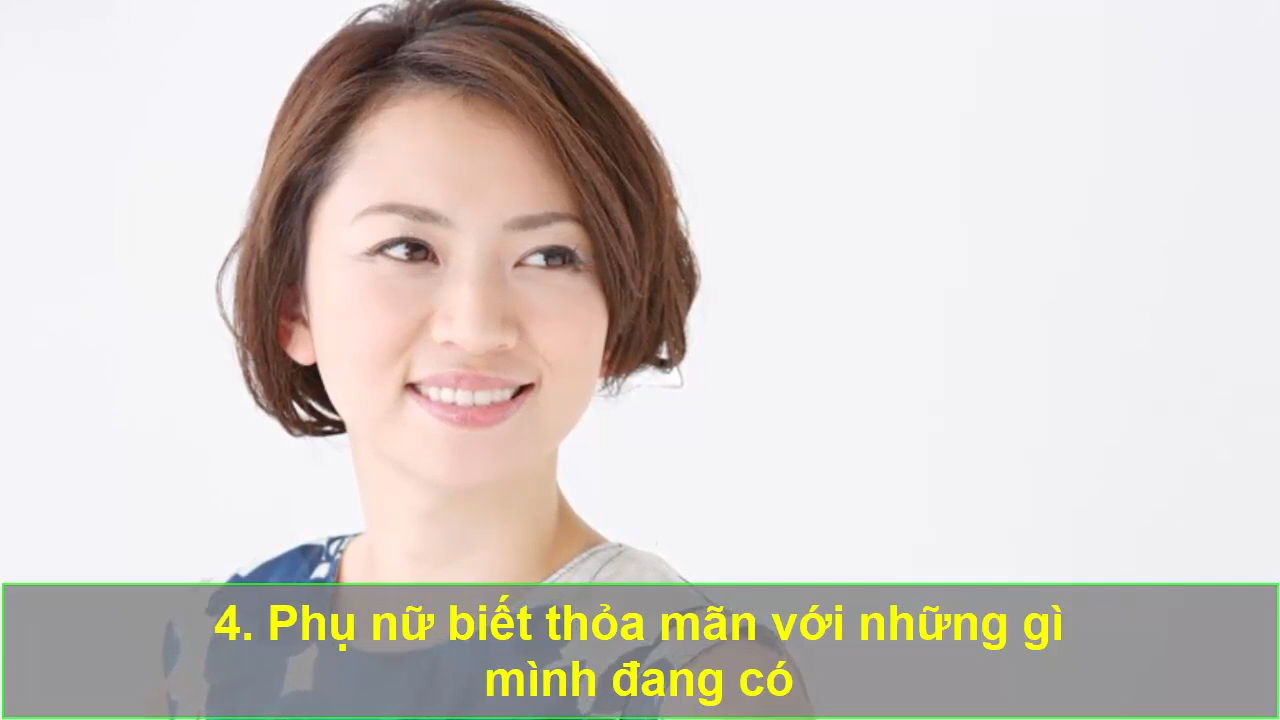 4. Phụ nữ biết thỏa mãn với những gì
mình đang có